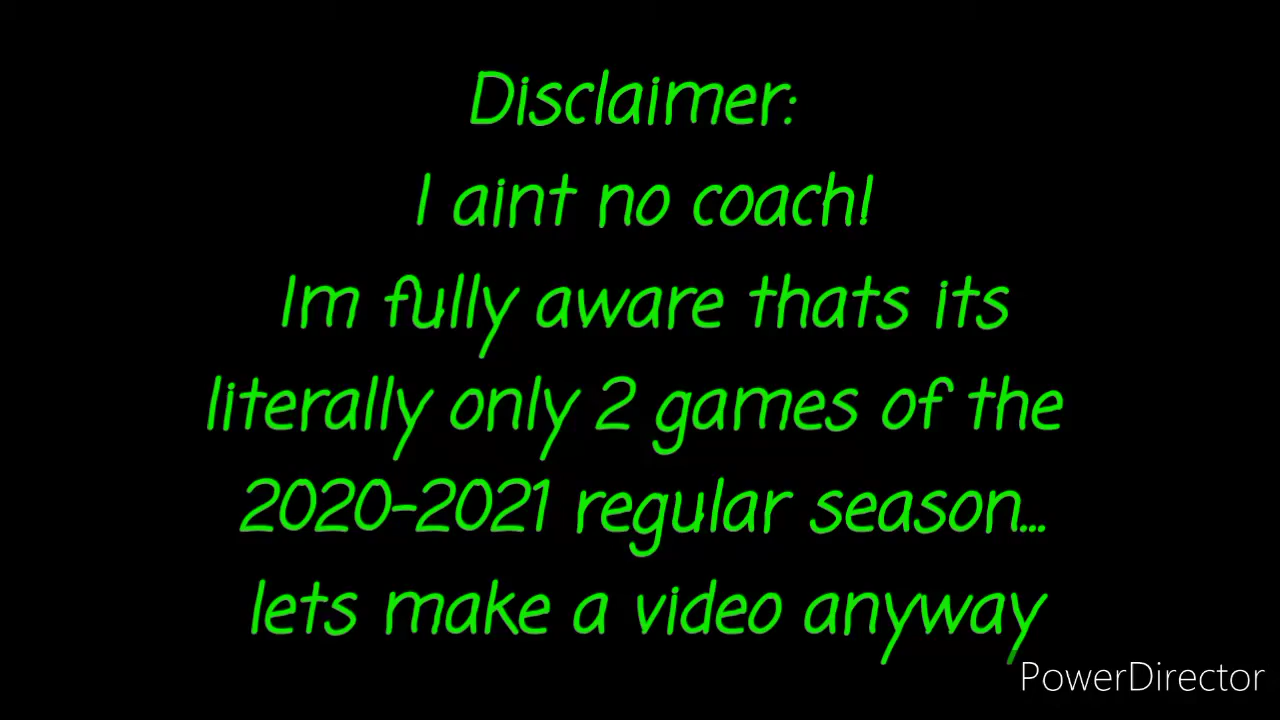 Disclaimer:
I aint no coach!
Im fully aware thats its
literally only 2 games of the
2020-2021 regular season...
lets make a video anyway
PowerDirector